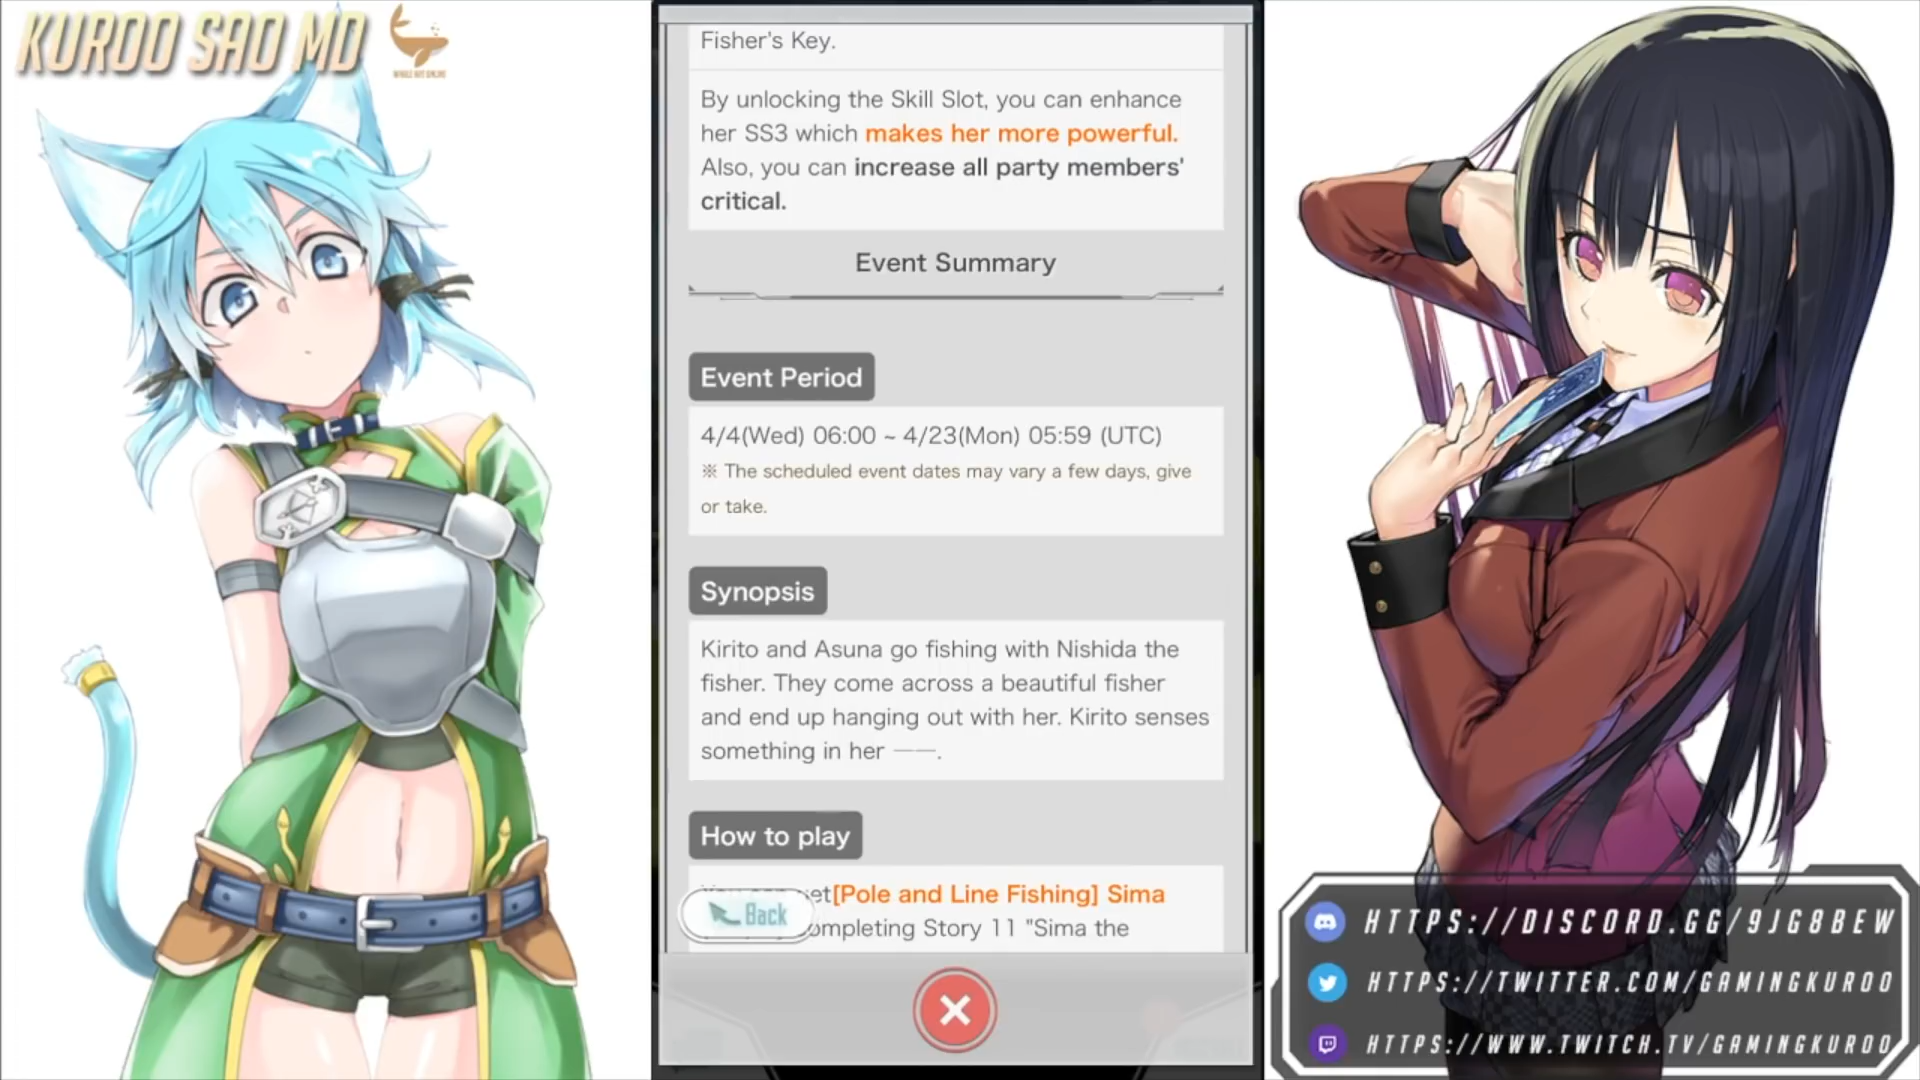 KUROO SAO MD
WHALE BOT ONLINE
Fisher's Key.
By unlocking the Skill Slot, you can enhance
her SS3 which makes her more powerful.
Also, you can increase all party members'
critical.
Event Summary
Event Period
4/4(Wed) 06:00 ~ 4/23(Mon) 05:59 (UTC)
※ The scheduled event dates may vary a few days, give
or take.
Synopsis
Kirito and Asuna go fishing with Nishida the
fisher. They come across a beautiful fisher
and end up hanging out with her. Kirito senses
something in her ——.
How to play
[Pole and Line Fishing] Sima
Back
ompleting Story 11 "Sima the
HTTPS://DISCORD.GG/9JG8BEW
HTTPS://TWITTER.COM/GAMINGKUROO
HTTPS://WWW.TWITCH.TV/GAMINGKUROO